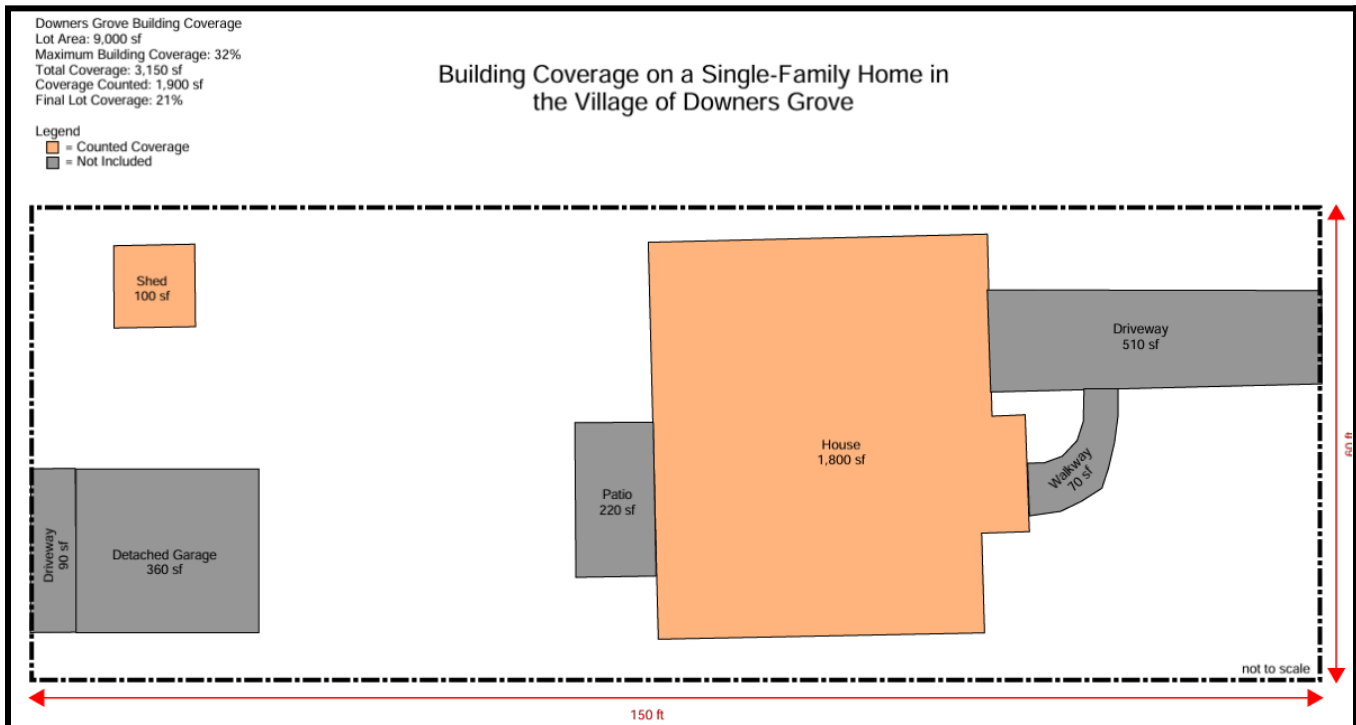 Downers Grove Building Coverage
Lot Area: 9,000 sf
Maximum Building Coverage: 32%
Total Coverage: 3,150 sf
Coverage Counted: 1,900 sf
Final Lot Coverage: 21%
Legend
= Counted Coverage
= Not Included
Building Coverage on a Single-Family Home in
the Village of Downers Grove
Shed
100 sf
Driveway
510 sf
House
1,800 sf
Walkway
70 sf
Patio
220 sf
Driveway
90 sf
Detached Garage
360 sf
60 ft
not to scale
150 ft